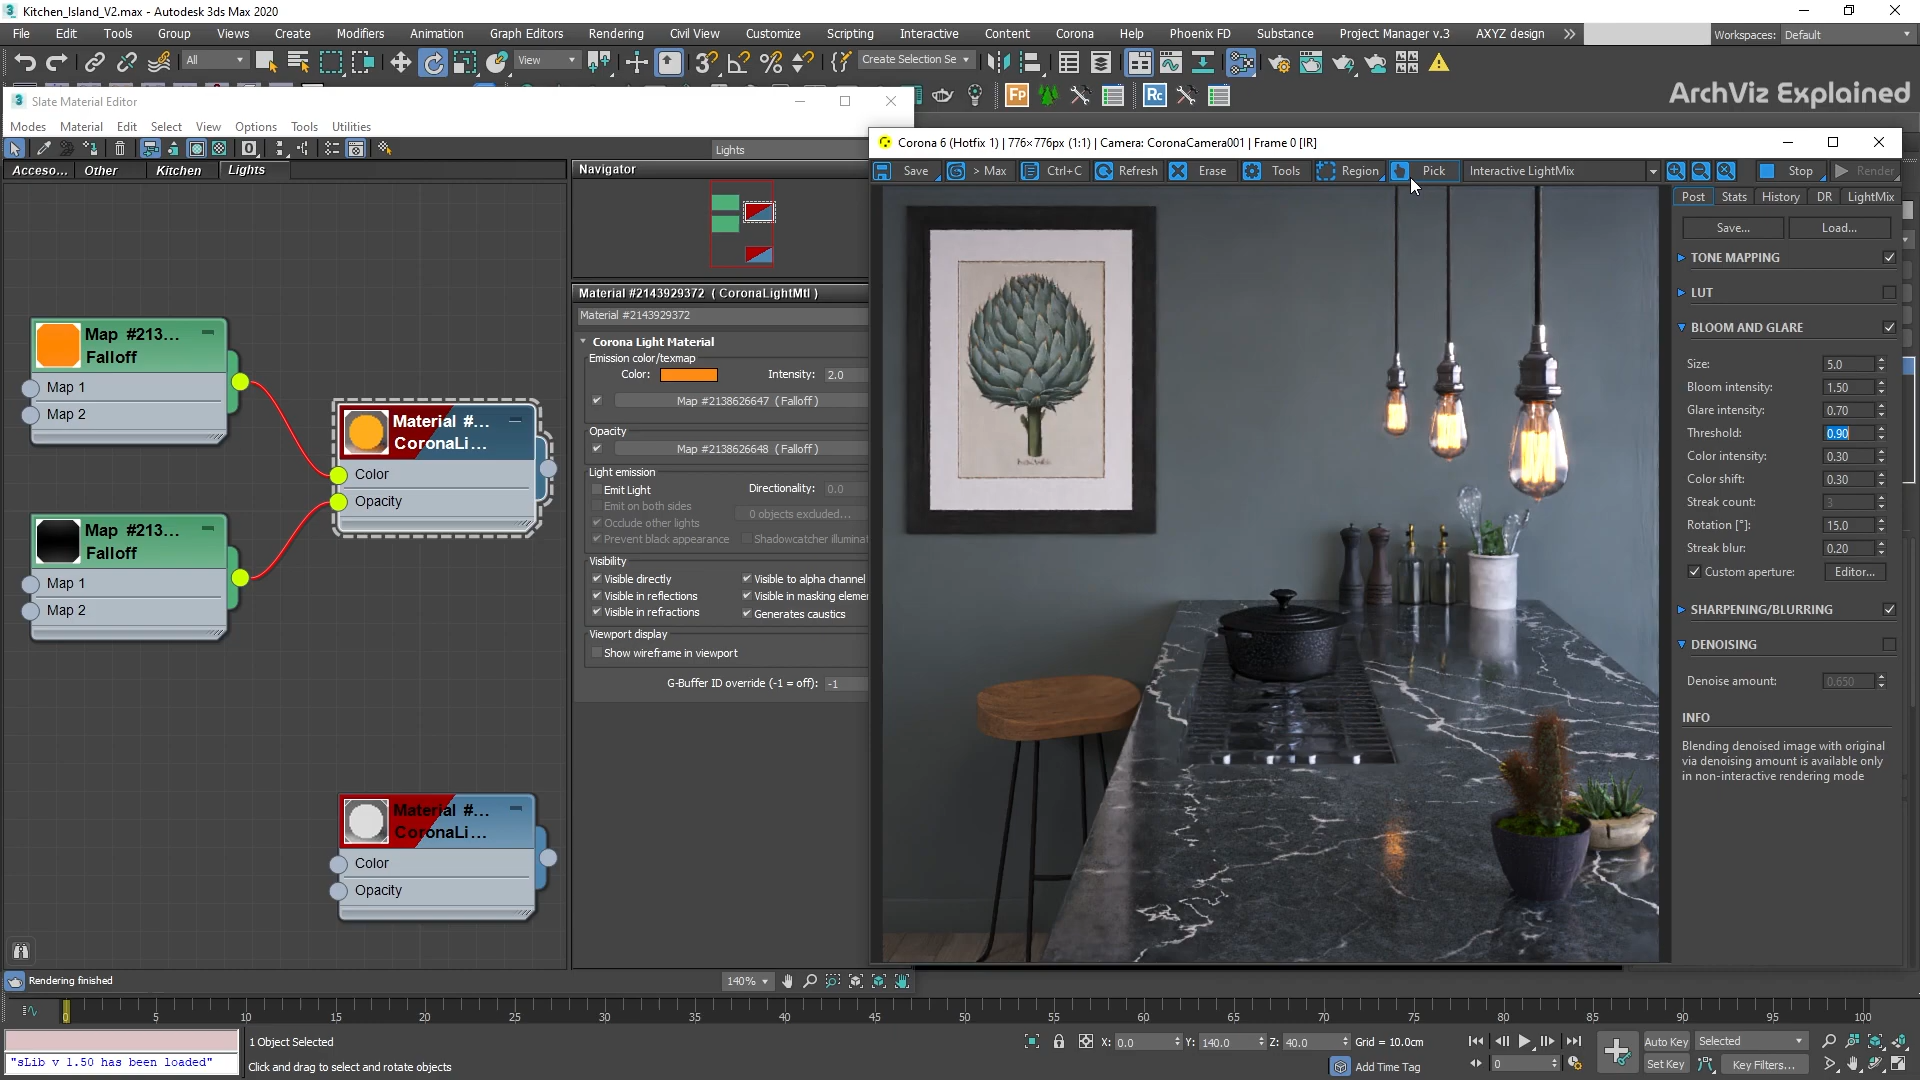 Kitchen_Island_V2.max - Autodesk 3ds Max 2020
File Edit Tools Group Views Create Modifiers Animation Graph Editors Rendering Civil View Customize Scripting Interactive Content Corona Help Phoenix FD Substance Project Manager v.3 AXYZ design Workspaces: Default
All View Create Selection Se
ArchViz Explained
Slate Material Editor
Modes Material Edit Select View Options Tools Utilities
Lights
Acceso... Other Kitchen Lights
Navigator
Map #213...
Falloff
Map 1
Map 2
Map #213...
Falloff
Map 1
Map 2
Material #...
CoronaLi...
Color
Opacity
Material #...
CoronaLi...
Color
Opacity
Material #2143929372 ( CoronaLightMtl )
Material #2143929372
Corona Light Material
Emission color/texmap
Color: Intensity: 2.0
Map #2138626647 (Falloff)
Opacity
Map #2138626648 (Falloff)
Light emission
Emit Light Directionality: 0.0
Emit on both sides
0 objects excluded...
Occlude other lights
Prevent black appearance Shadowcatcher illuminat
Visibility
Visible directly Visible to alpha channel
Visible in reflections Visible in masking elemen
Visible in refractions Generates caustics
Viewport display
Show wireframe in viewport
G-Buffer ID override (-1 = off): -1
Corona 6 (Hotfix 1) | 776×776px (1:1) | Camera: CoronaCamera001 | Frame 0 [IR]
Save > Max Ctrl+C Refresh Erase Tools Region Pick Interactive LightMix Stop Render
Post Stats History DR LightMix
Save... Load...
TONE MAPPING
LUT
BLOOM AND GLARE
Size: 5.0
Bloom intensity: 1.50
Glare intensity: 0.70
Threshold: 0.90
Color intensity: 0.30
Color shift: 0.30
Streak count: 3
Rotation [°]: 15.0
Streak blur: 0.20
Custom aperture: Editor...
SHARPENING/BLURRING
DENOISING
Denoise amount: 0.650
INFO
Blending denoised image with original
via denoising amount is available only
in non-interactive rendering mode
Rendering finished
140%
0 5 10 15 20 25 30 35 40 45 50 55 60 65 70 75 80 85 90 95 100
"sLib v 1.50 has been loaded"
1 Object Selected
Click and drag to select and rotate objects
X: 0.0 Y: 140.0 Z: 40.0 Grid = 10.0cm
Add Time Tag
0
Auto Key Selected
Set Key Key Filters...